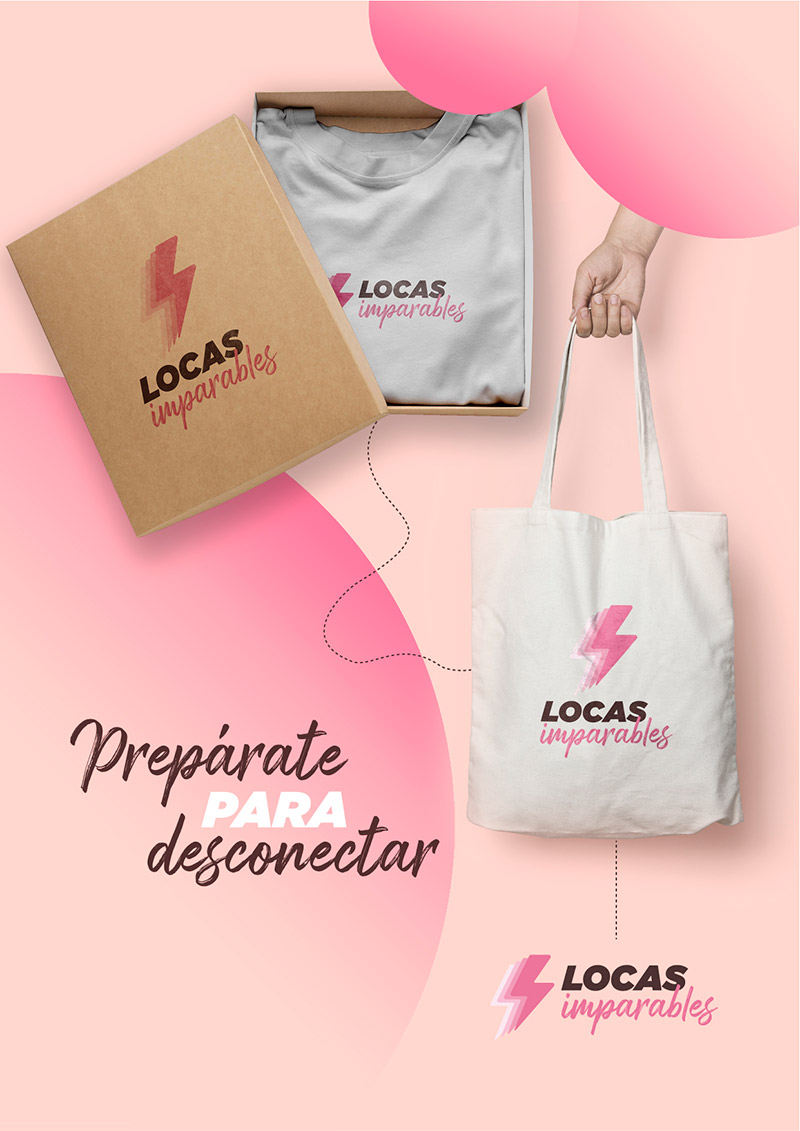 LOCAS
imparables
LOCAS
imparables
LOCAS
imparables
Prepárate
PARA
desconectar
LOCAS
imparables